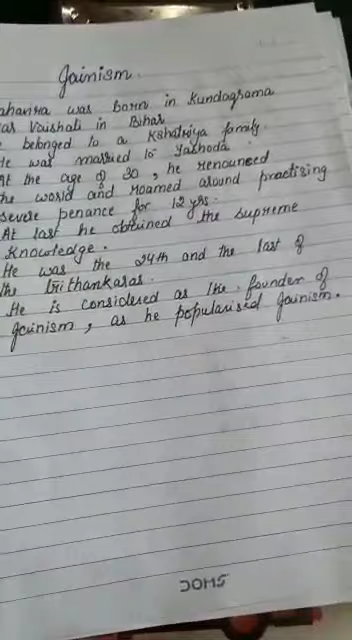 Jainism.
ahavira was born in Kundagrama
ear Vaishali in Bihar
e belonged to a Kshatriya family.
He was married to Yashoda.
At the age of 30, he renounced
the world and roamed around practising
severe penance for 12 yrs.
At last he obtained the supreme
knowledge.
He was the 24th and the last of
the Trithankaras.
He is considered as the founder of
Jainism, as he popularised Jainism.
DOMS